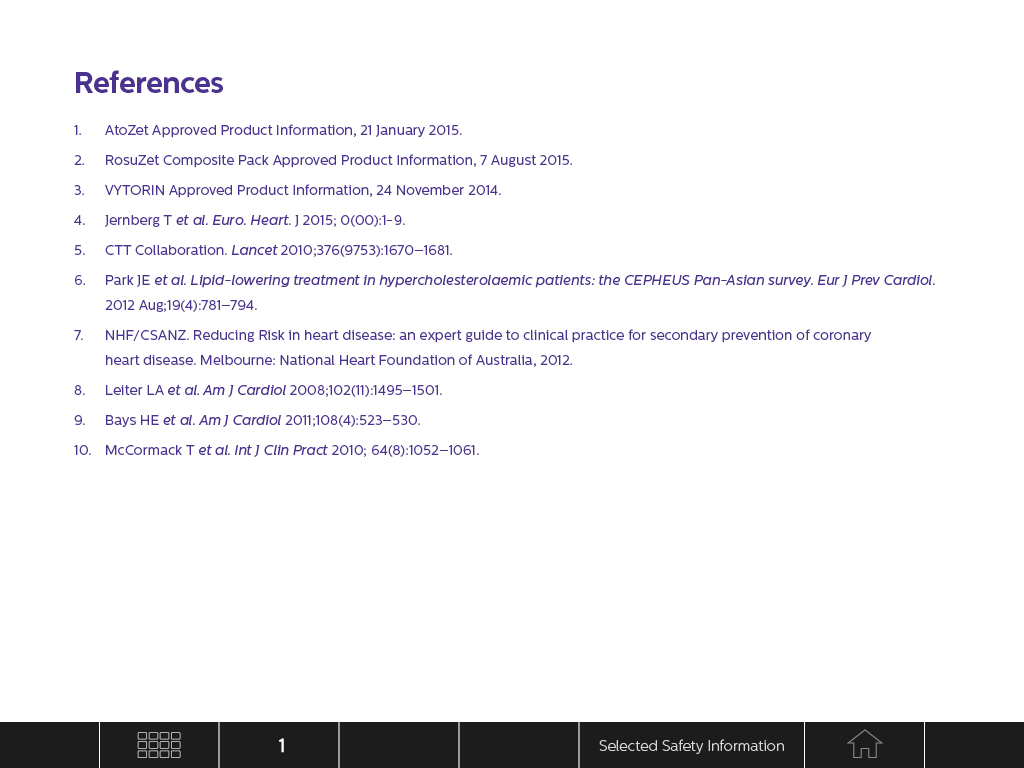 References
1. AtoZet Approved Product Information, 21 January 2015.
2. RosuZet Composite Pack Approved Product Information, 7 August 2015.
3. VYTORIN Approved Product Information, 24 November 2014.
4. Jernberg T et al. Euro. Heart. J 2015; 0(00):1-9.
5. CTT Collaboration. Lancet 2010;376(9753):1670–1681.
6. Park JE et al. Lipid-lowering treatment in hypercholesterolaemic patients: the CEPHEUS Pan-Asian survey. Eur J Prev Cardiol.
2012 Aug;19(4):781–794.
7. NHF/CSANZ. Reducing Risk in heart disease: an expert guide to clinical practice for secondary prevention of coronary
heart disease. Melbourne: National Heart Foundation of Australia, 2012.
8. Leiter LA et al. Am J Cardiol 2008;102(11):1495–1501.
9. Bays HE et al. Am J Cardiol 2011;108(4):523–530.
10. McCormack T et al. Int J Clin Pract 2010; 64(8):1052–1061.
1 Selected Safety Information